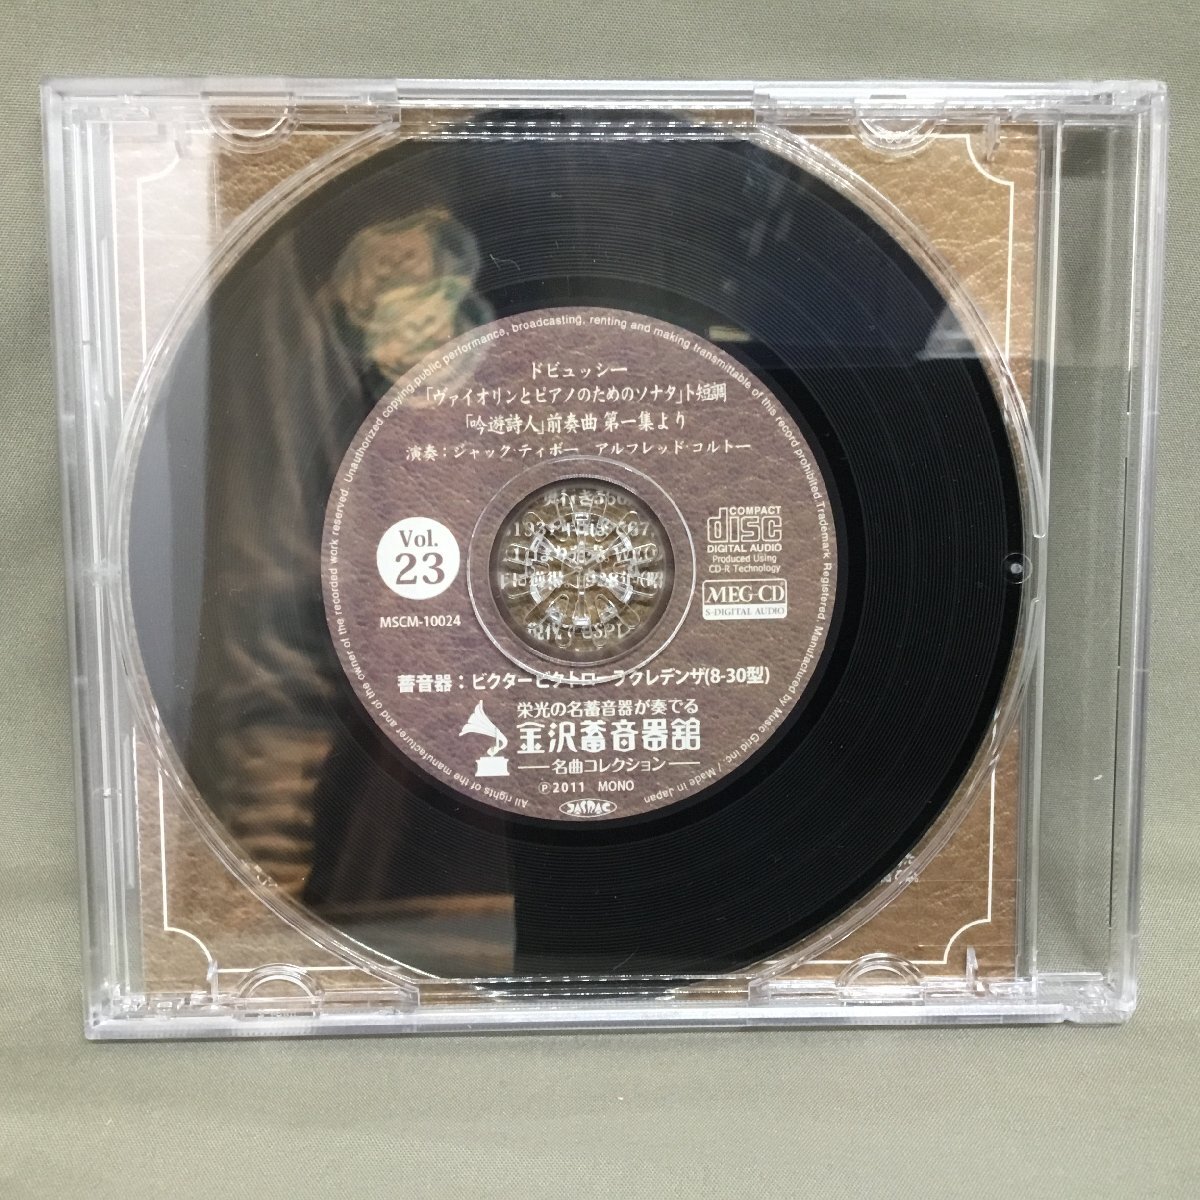 ドビュッシー
「ヴァイオリンとピアノのためのソナタ」ト短調
「吟遊詩人」前奏曲 第一集より
演奏：ジャック・ティボー アルフレッド・コルトー
Vol.
23
MSCM-10024
COMPACT
disc
DIGITAL AUDIO
Produced Using
CD-R Technology
MEG-CD
S-DIGITAL AUDIO
蓄音器：ビクタービクトローラクレデンザ(8-30型)
栄光の名蓄音器が奏でる
金沢蓄音器館
名曲コレクション
℗2011 MONO
JASRAC
All rights of the manufacturer and of the owner of the recorded work reserved. Unauthorized copying,public performance, broadcasting, renting and making transmittable of this record prohibited.Trademark Registered. Manufactured by Music Grid Inc. / Made in Japan